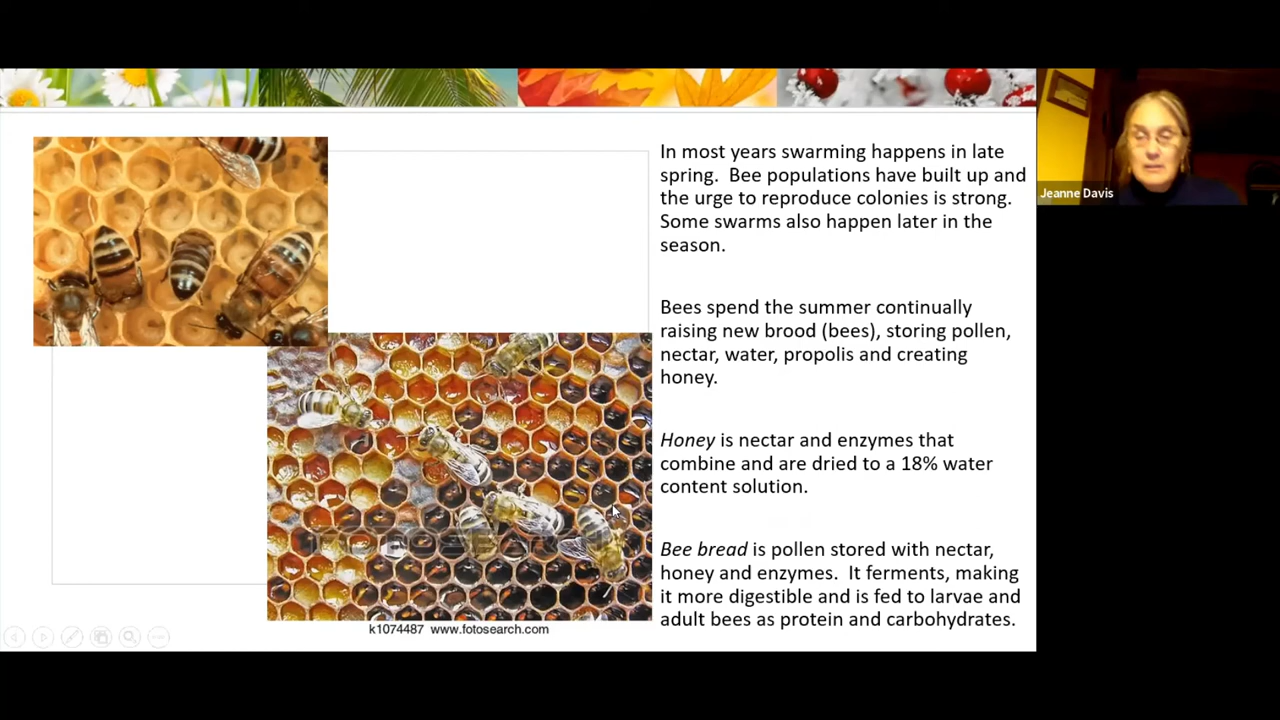 In most years swarming happens in late
spring.  Bee populations have built up and
the urge to reproduce colonies is strong.
Some swarms also happen later in the
season.
Bees spend the summer continually
raising new brood (bees), storing pollen,
nectar, water, propolis and creating
honey.
Honey is nectar and enzymes that
combine and are dried to a 18% water
content solution.
Bee bread is pollen stored with nectar,
honey and enzymes.  It ferments, making
it more digestible and is fed to larvae and
adult bees as protein and carbohydrates.
FOTOSEARCH
k1074487 www.fotosearch.com
Jeanne Davis